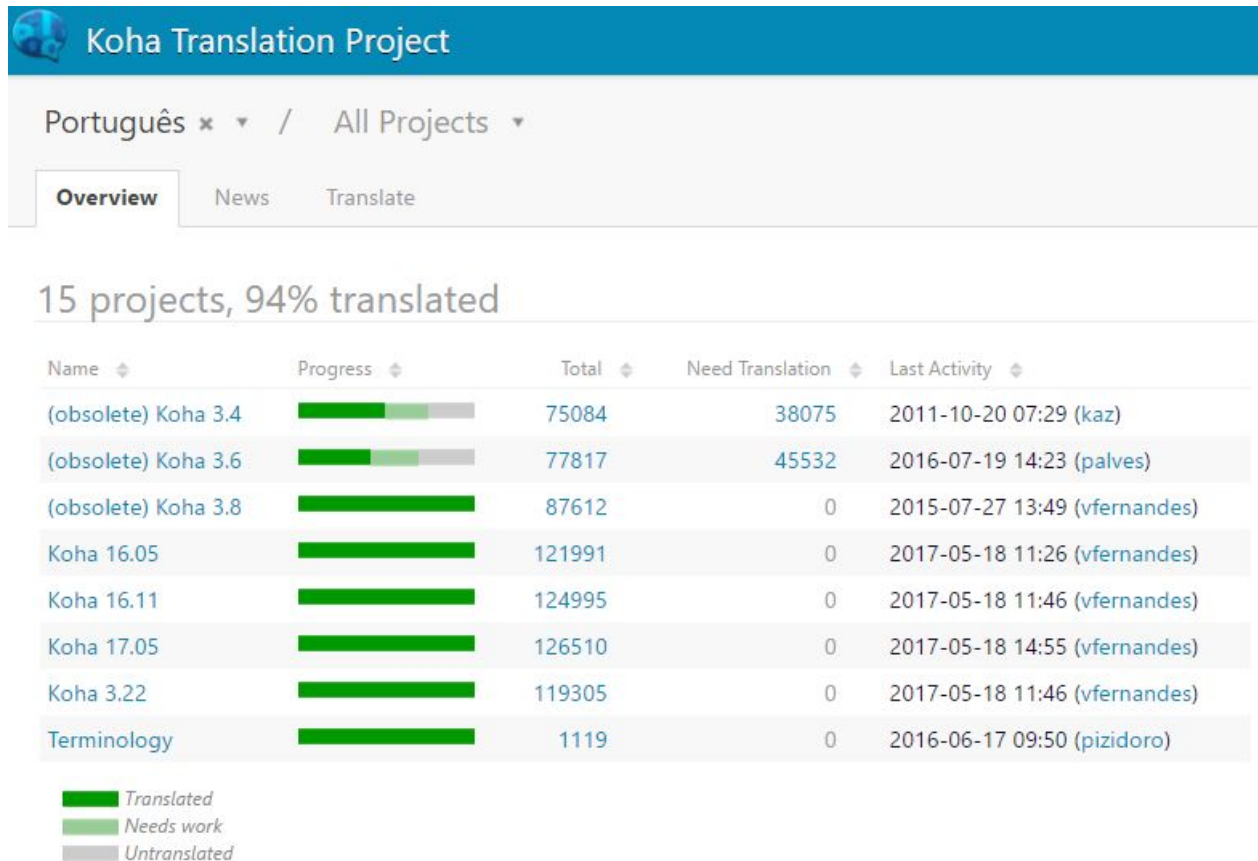 Koha Translation Project
Português × ▾ / All Projects ▾
Overview News Translate
15 projects, 94% translated
Name Progress Total Need Translation Last Activity
(obsolete) Koha 3.4 75084 38075 2011-10-20 07:29 (kaz)
(obsolete) Koha 3.6 77817 45532 2016-07-19 14:23 (palves)
(obsolete) Koha 3.8 87612 0 2015-07-27 13:49 (vfernandes)
Koha 16.05 121991 0 2017-05-18 11:26 (vfernandes)
Koha 16.11 124995 0 2017-05-18 11:46 (vfernandes)
Koha 17.05 126510 0 2017-05-18 14:55 (vfernandes)
Koha 3.22 119305 0 2017-05-18 11:46 (vfernandes)
Terminology 1119 0 2016-06-17 09:50 (pizidoro)
Translated
Needs work
Untranslated